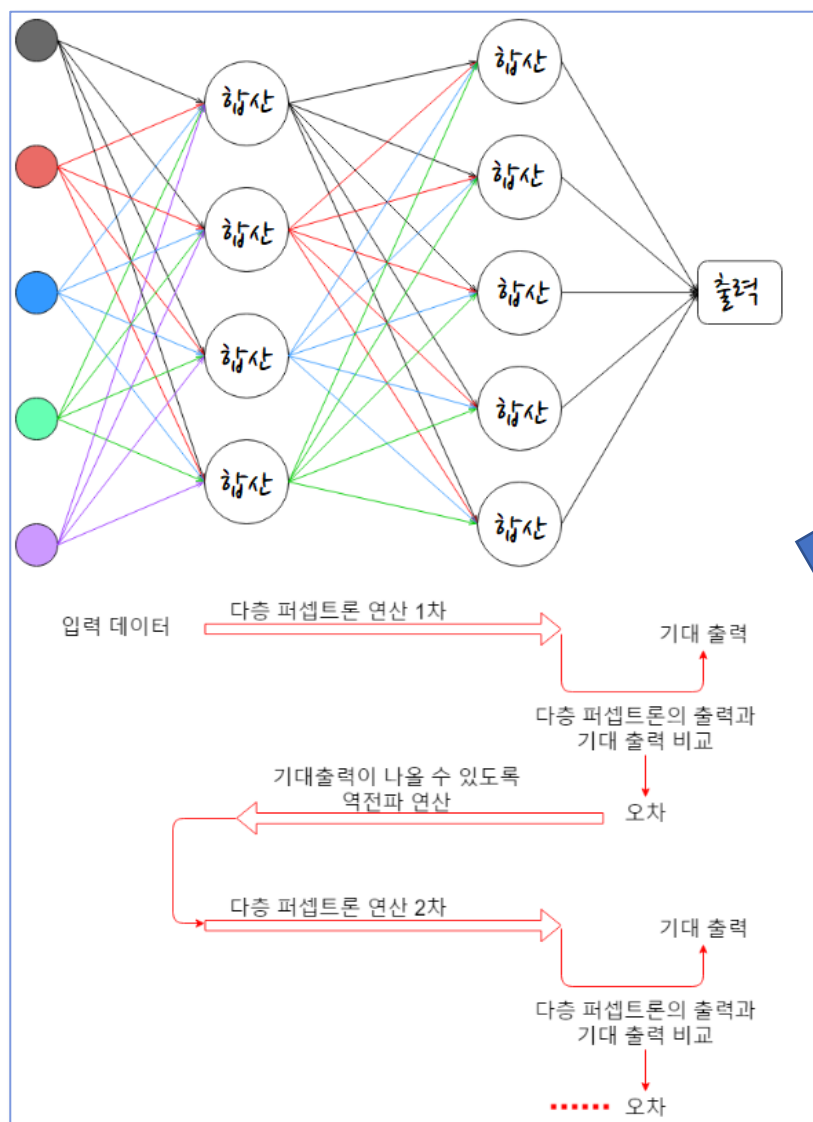 합산
합산
합산
합산
합산
합산
합산
합산
합산
출력
입력 데이터
다층 퍼셉트론 연산 1차
기대 출력
다층 퍼셉트론의 출력과
기대 출력 비교
기대출력이 나올 수 있도록
역전파 연산
오차
다층 퍼셉트론 연산 2차
기대 출력
다층 퍼셉트론의 출력과
기대 출력 비교
오차